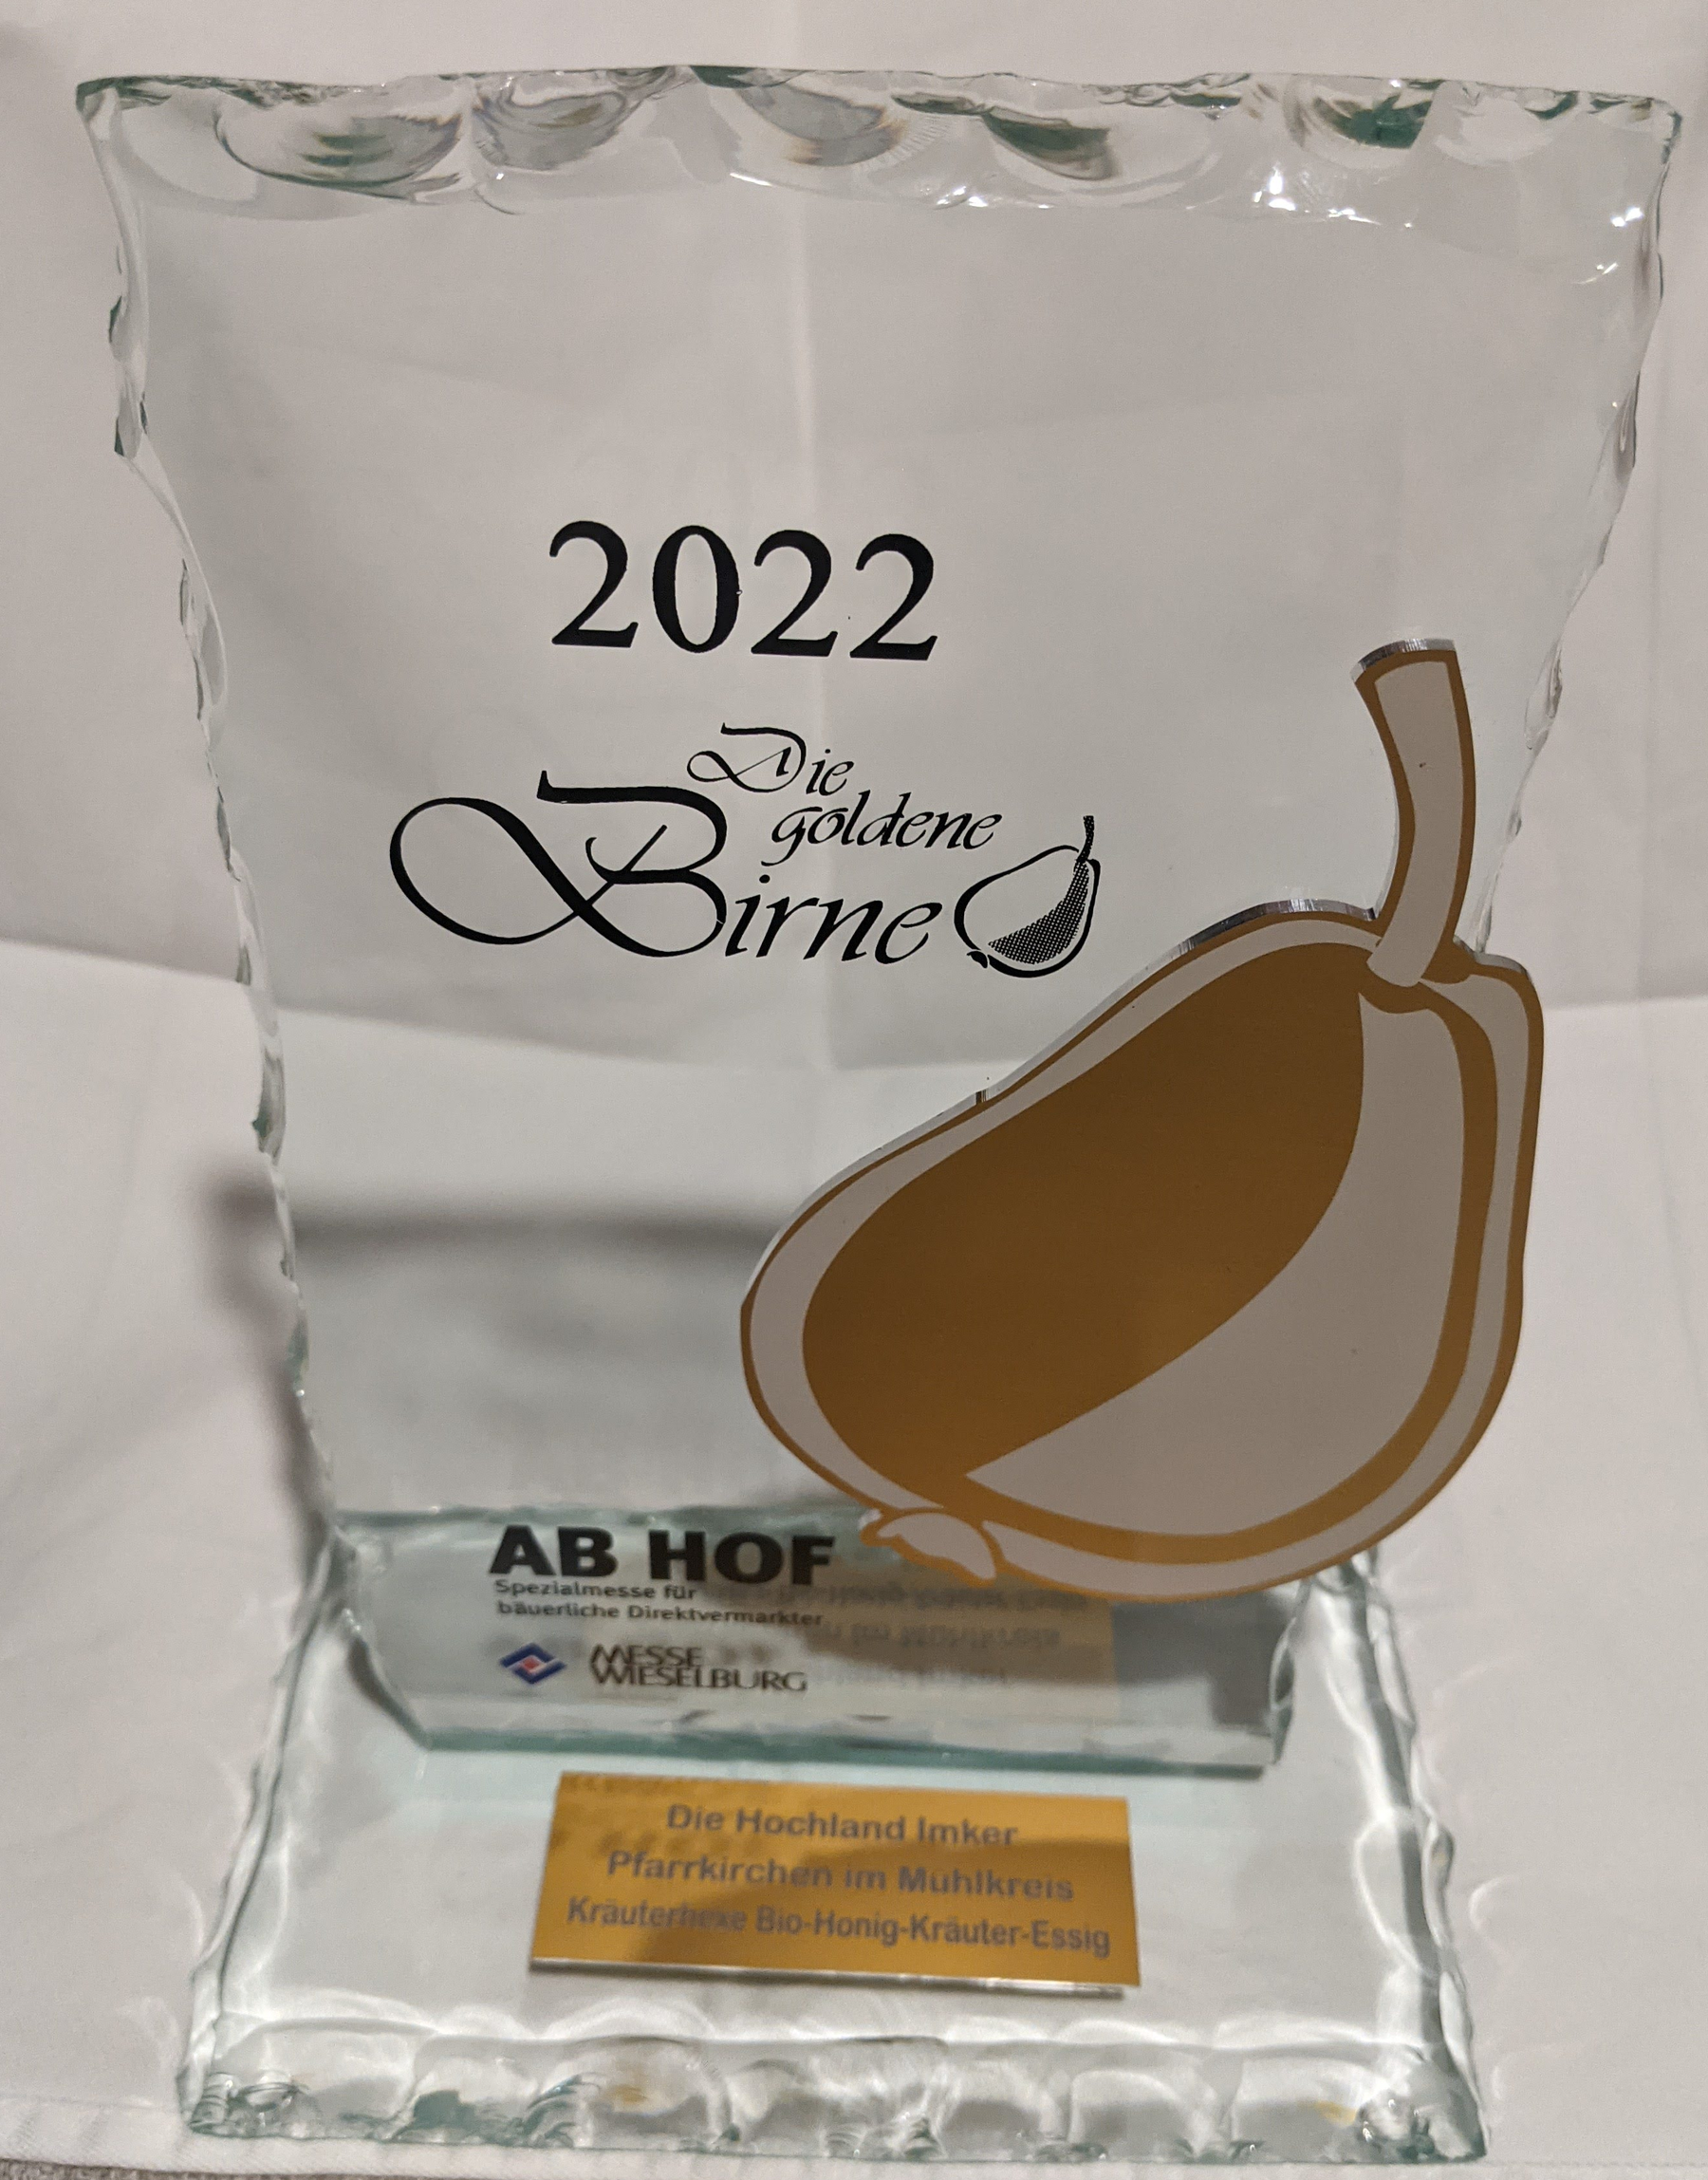 2022
Die
goldene
Birne
AB HOF
Spezialmesse für
bäuerliche Direktvermarkter
MESSE
WIESELBURG
Die Hochland Imker
Pfarrkirchen im Mühlkreis
Kräuterhexe Bio-Honig-Kräuter-Essig